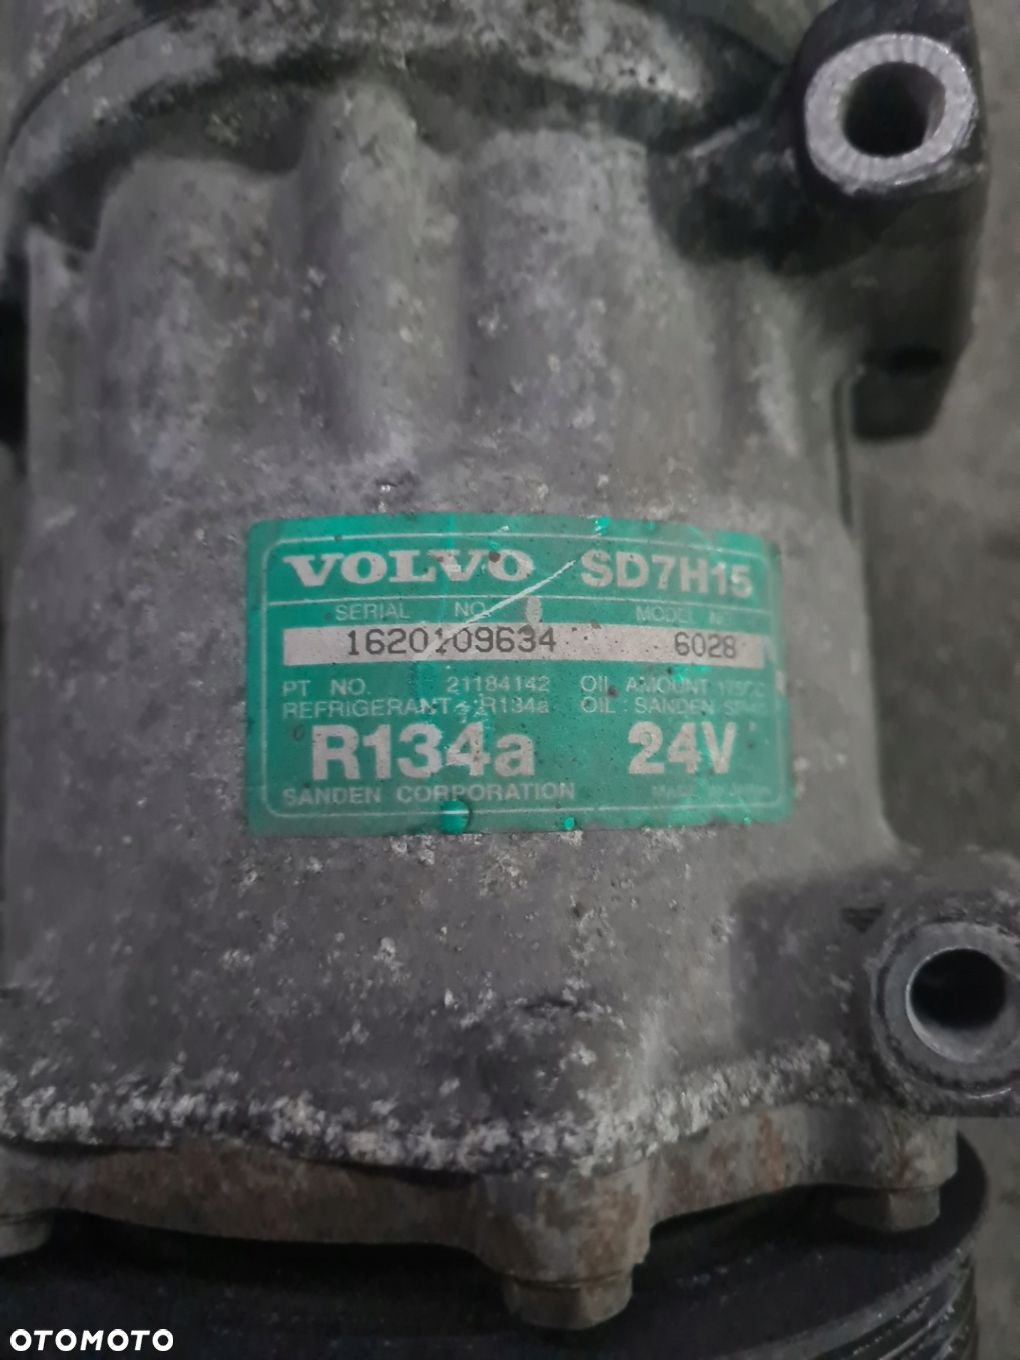 VOLVO SD7H15
SERIAL NO. MODEL
1620109634 6028
PT NO. 21184142 OIL AMOUNT
REFRIGERANT R134a OIL : SANDEN
R134a 24V
SANDEN CORPORATION
OTOMOTO